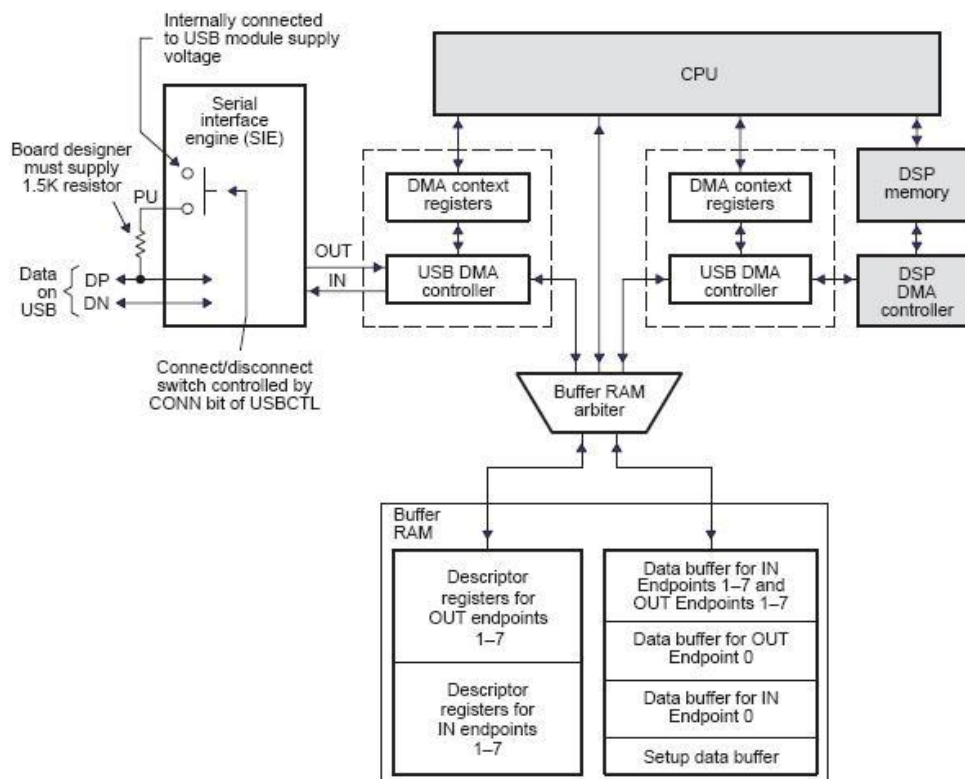 Internally connected
to USB module supply
voltage
CPU
Serial
interface
engine (SIE)
Board designer
must supply
1.5K resistor
PU
DMA context
registers
DMA context
registers
DSP
memory
OUT
IN
USB DMA
controller
USB DMA
controller
DSP
DMA
controller
Data
on
USB
DP
DN
Connect/disconnect
switch controlled by
CONN bit of USBCTL
Buffer RAM
arbiter
Buffer
RAM
Descriptor
registers for
OUT endpoints
1–7
Descriptor
registers for
IN endpoints
1–7
Data buffer for IN
Endpoints 1–7 and
OUT Endpoints 1–7
Data buffer for OUT
Endpoint 0
Data buffer for IN
Endpoint 0
Setup data buffer